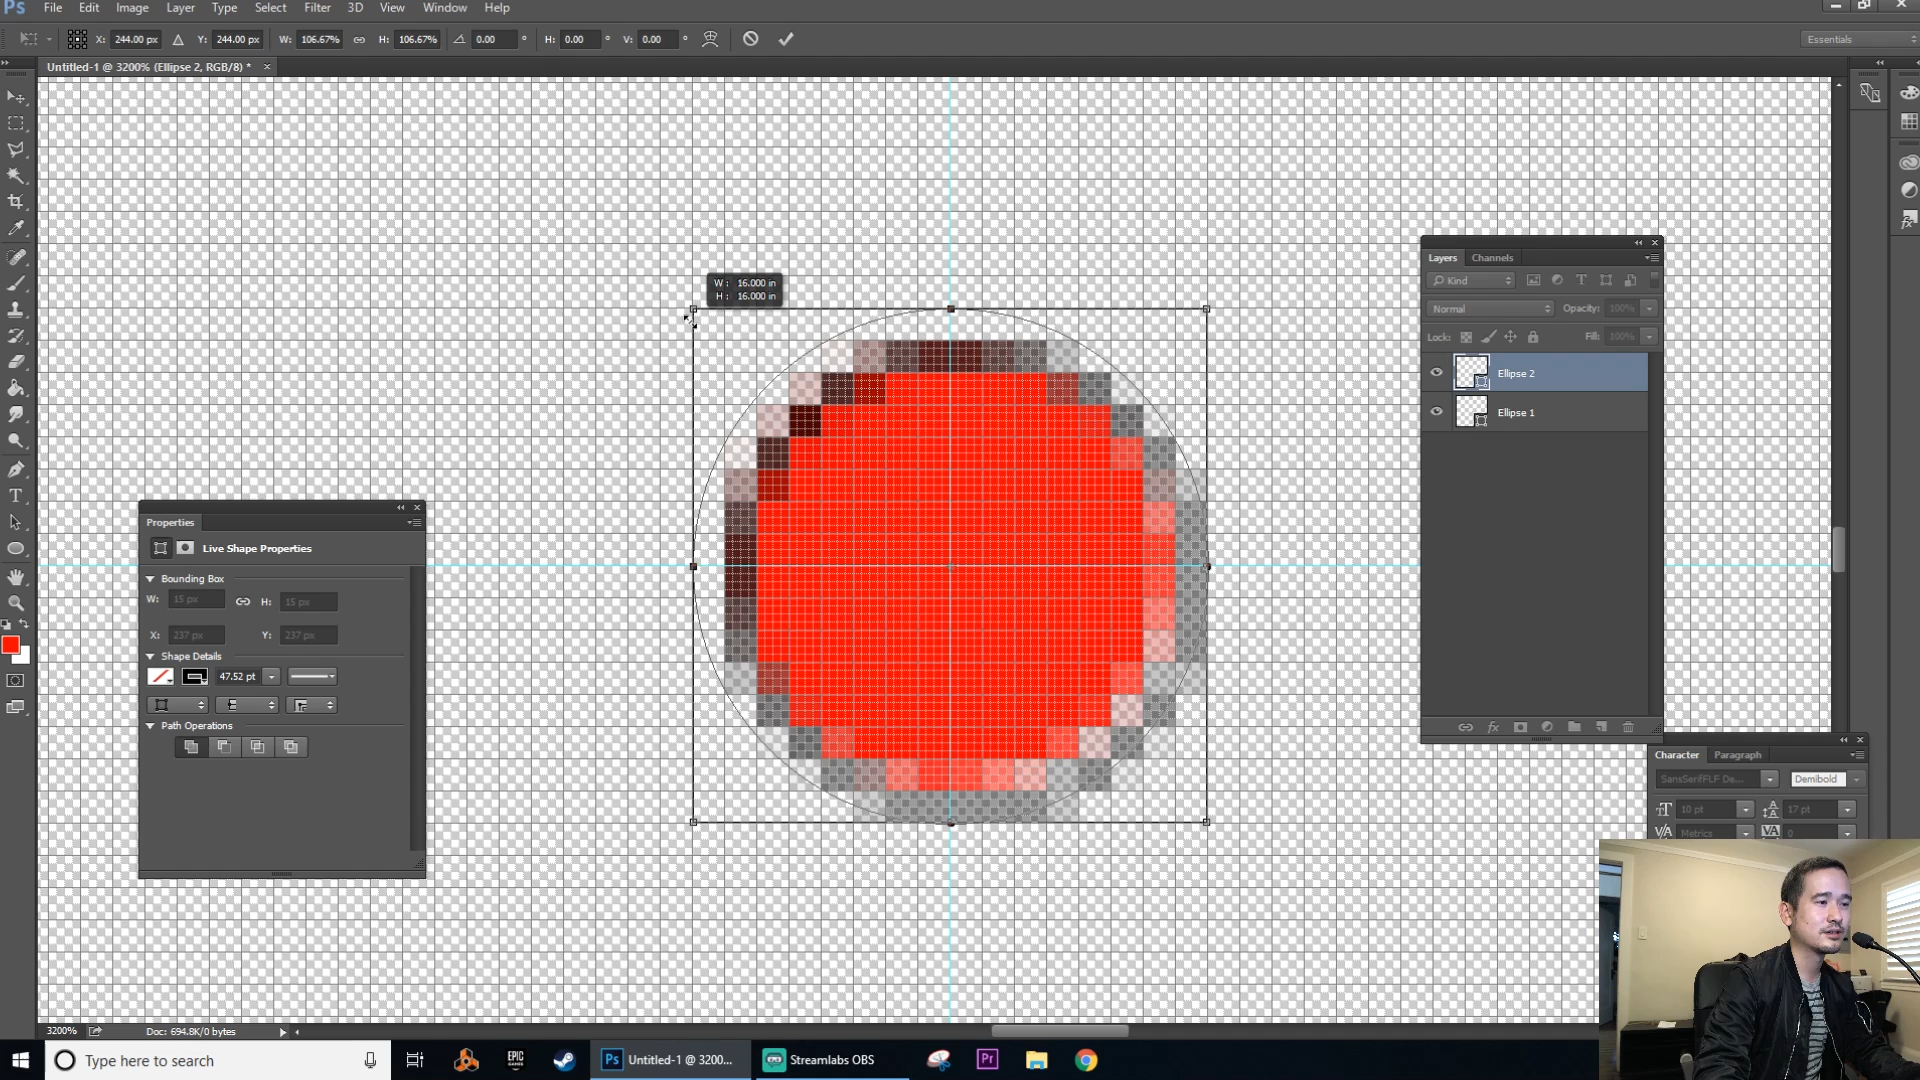 Ps File Edit Image Layer Type Select Filter 3D View Window Help
X: 244.00 px Y: 244.00 px W: 106.67% H: 106.67% 0.00 ° H: 0.00 ° V: 0.00 ° Essentials
Untitled-1 @ 3200% (Ellipse 2, RGB/8) * ×
W : 16.000 in
H : 16.000 in
Layers Channels
Kind
Normal Opacity: 100%
Lock: Fill: 100%
Ellipse 2
Ellipse 1
fx
Properties
Live Shape Properties
Bounding Box
W: 15 px H: 15 px
X: 237 px Y: 237 px
Shape Details
47.52 pt
Path Operations
Character Paragraph
SansSerifFLF De... Demibold
10 pt 17 pt
Metrics 0
3200% Doc: 694.8K/0 bytes
Type here to search EPIC GAMES Ps Untitled-1 @ 3200... Streamlabs OBS Pr